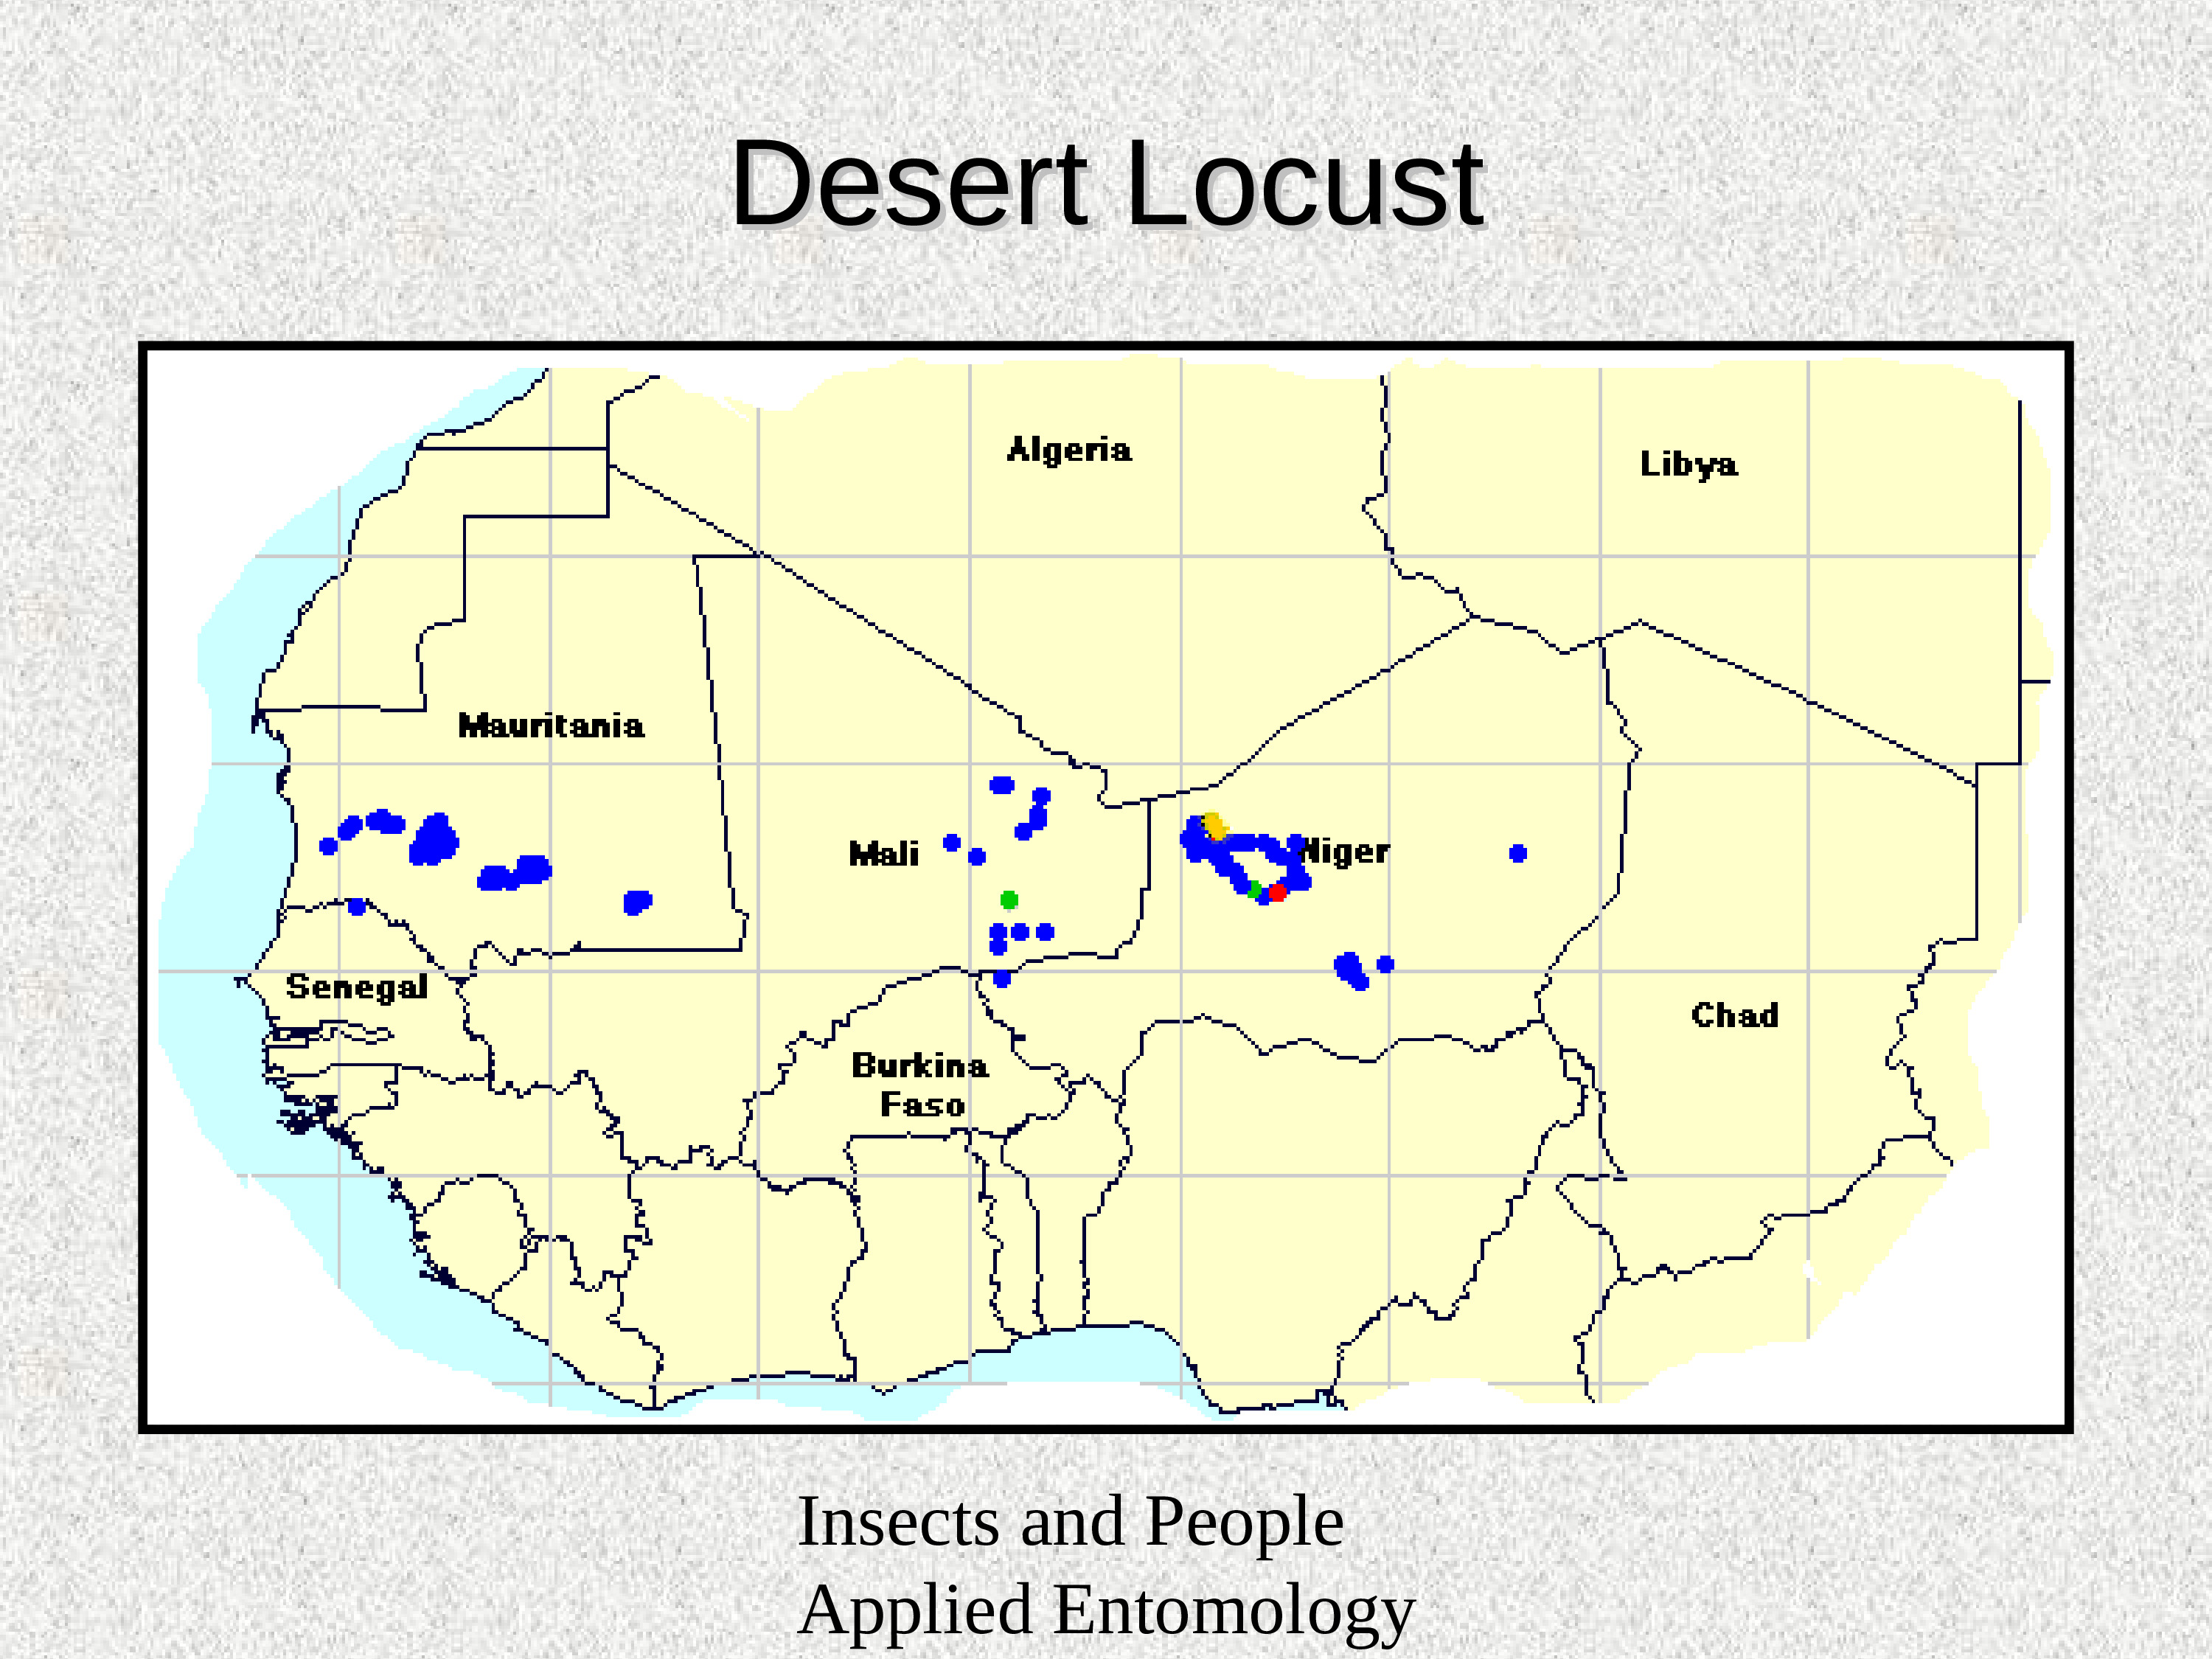 Desert Locust
Algeria
Libya
Mauritania
Mali
Niger
Senegal
Chad
Burkina
Faso
Insects and People
Applied Entomology